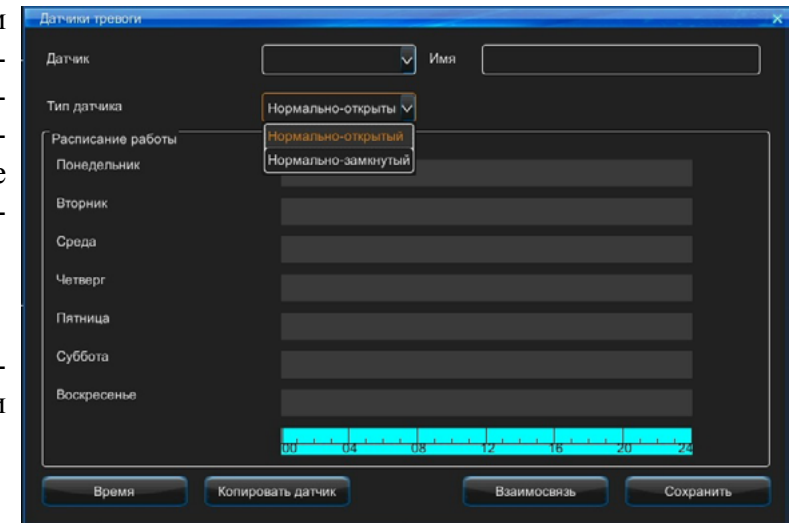 Датчики тревоги
Датчик Имя
Тип датчика Нормально-открыты
Нормально-открытый
Расписание работы
Нормально-замкнутый
Понедельник
Вторник
Среда
Четверг
Пятница
Суббота
Воскресенье
00 04 08 12 16 20 24
Время Копировать датчик Взаимосвязь Сохранить